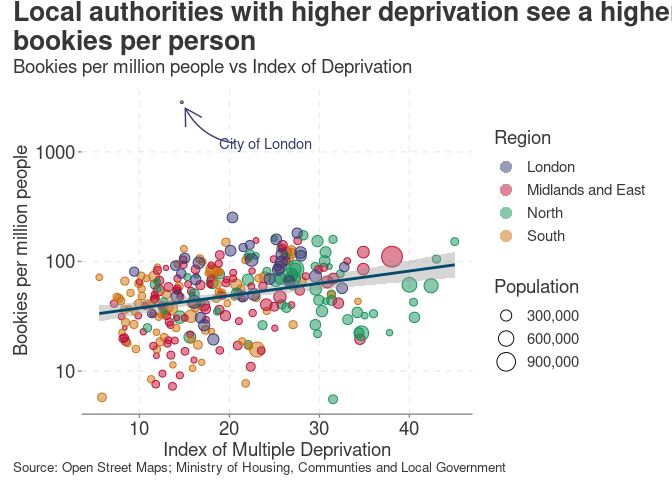 Local authorities with higher deprivation see a higher
bookies per person
Bookies per million people vs Index of Deprivation
City of London
Bookies per million people
1000
100
10
10 20 30 40
Index of Multiple Deprivation
Region
London
Midlands and East
North
South
Population
300,000
600,000
900,000
Source: Open Street Maps; Ministry of Housing, Communties and Local Government